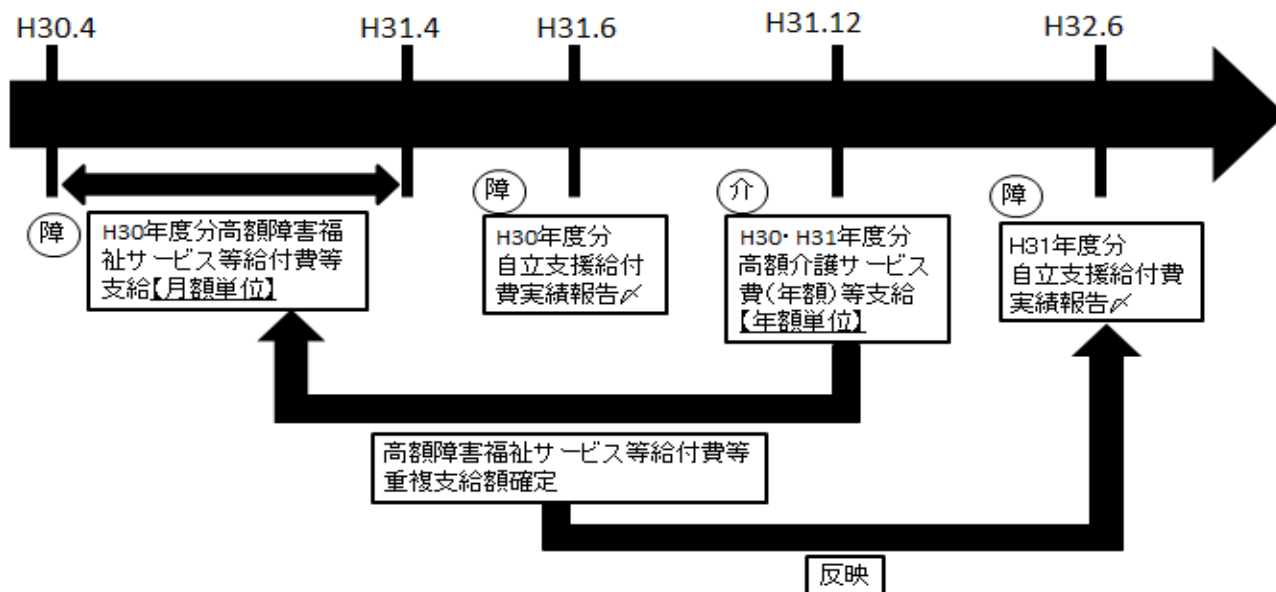 H30.4
H31.4
H31.6
H31.12
H32.6
障
H30年度分高額障害福
祉サービス等給付費等
支給【月額単位】
障
H30年度分
自立支援給付
費実績報告〆
介
H30・H31年度分
高額介護サービス
費(年額)等支給
【年額単位】
障
H31年度分
自立支援給付費
実績報告〆
高額障害福祉サービス等給付費等
重複支給額確定
反映